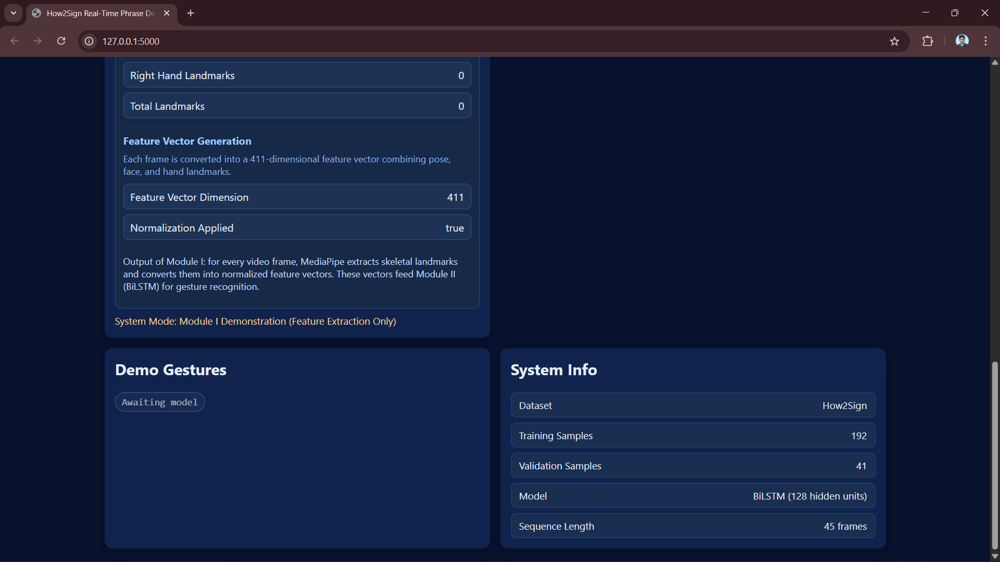 How2Sign Real-Time Phrase De
127.0.0.1:5000
Right Hand Landmarks 0
Total Landmarks 0
Feature Vector Generation
Each frame is converted into a 411-dimensional feature vector combining pose,
face, and hand landmarks.
Feature Vector Dimension 411
Normalization Applied true
Output of Module I: for every video frame, MediaPipe extracts skeletal landmarks
and converts them into normalized feature vectors. These vectors feed Module II
(BiLSTM) for gesture recognition.
System Mode: Module I Demonstration (Feature Extraction Only)
Demo Gestures
Awaiting model
System Info
Dataset How2Sign
Training Samples 192
Validation Samples 41
Model BiLSTM (128 hidden units)
Sequence Length 45 frames